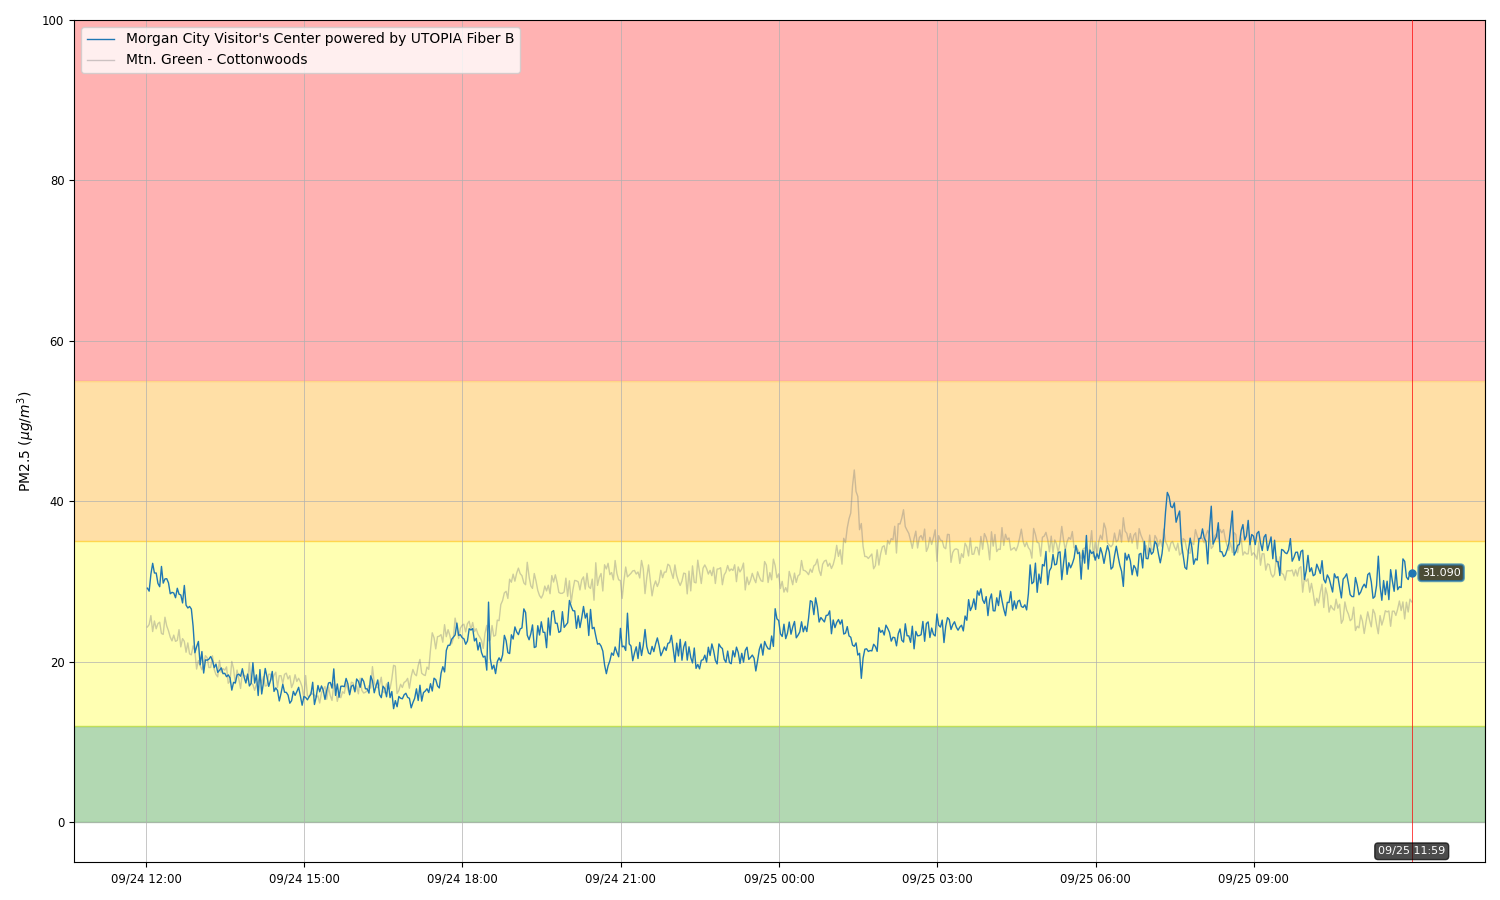 100
Morgan City Visitor's Center powered by UTOPIA Fiber B
Mtn. Green - Cottonwoods
80
60
PM2.5 (μg/m³)
40
31.090
20
0
09/25 11:59
09/24 12:00 09/24 15:00 09/24 18:00 09/24 21:00 09/25 00:00 09/25 03:00 09/25 06:00 09/25 09:00